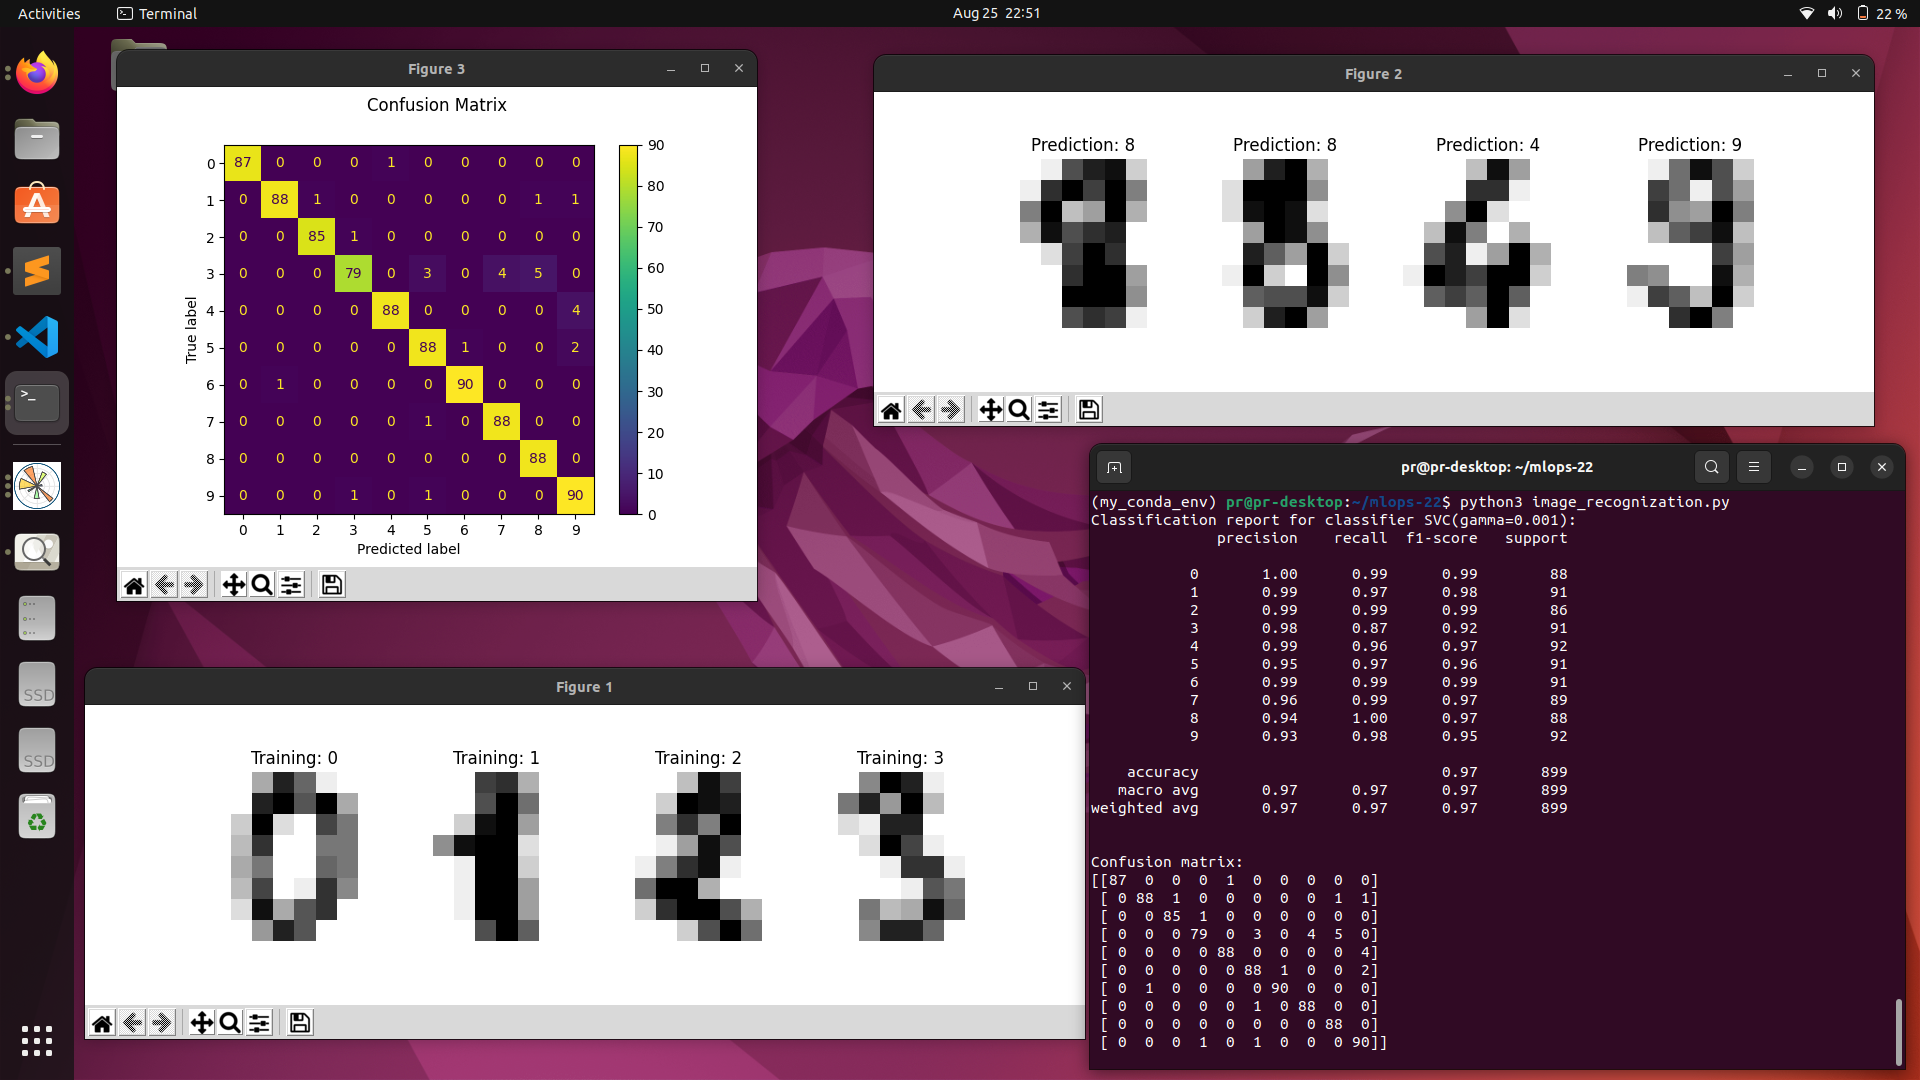 Activities
Terminal
Aug 25 22:51
22 %
Figure 3
Confusion Matrix
True label
0 87 0 0 0 1 0 0 0 0 0
1 0 88 1 0 0 0 0 0 1 1
2 0 0 85 1 0 0 0 0 0 0
3 0 0 0 79 0 3 0 4 5 0
4 0 0 0 0 88 0 0 0 0 4
5 0 0 0 0 0 88 1 0 0 2
6 0 1 0 0 0 0 90 0 0 0
7 0 0 0 0 0 1 0 88 0 0
8 0 0 0 0 0 0 0 0 88 0
9 0 0 0 1 0 1 0 0 0 90
0 1 2 3 4 5 6 7 8 9
Predicted label
90
80
70
60
50
40
30
20
10
0
Figure 2
Prediction: 8
Prediction: 8
Prediction: 4
Prediction: 9
Figure 1
Training: 0
Training: 1
Training: 2
Training: 3
SSD
SSD
pr@pr-desktop: ~/mlops-22
(my_conda_env) pr@pr-desktop:~/mlops-22$ python3 image_recognization.py
Classification report for classifier SVC(gamma=0.001):
precision recall f1-score support
0 1.00 0.99 0.99 88
1 0.99 0.97 0.98 91
2 0.99 0.99 0.99 86
3 0.98 0.87 0.92 91
4 0.99 0.96 0.97 92
5 0.95 0.97 0.96 91
6 0.99 0.99 0.99 91
7 0.96 0.99 0.97 89
8 0.94 1.00 0.97 88
9 0.93 0.98 0.95 92
accuracy 0.97 899
macro avg 0.97 0.97 0.97 899
weighted avg 0.97 0.97 0.97 899
Confusion matrix:
[[87 0 0 0 1 0 0 0 0 0]
[ 0 88 1 0 0 0 0 0 1 1]
[ 0 0 85 1 0 0 0 0 0 0]
[ 0 0 0 79 0 3 0 4 5 0]
[ 0 0 0 0 88 0 0 0 0 4]
[ 0 0 0 0 0 88 1 0 0 2]
[ 0 1 0 0 0 0 90 0 0 0]
[ 0 0 0 0 0 1 0 88 0 0]
[ 0 0 0 0 0 0 0 0 88 0]
[ 0 0 0 1 0 1 0 0 0 90]]